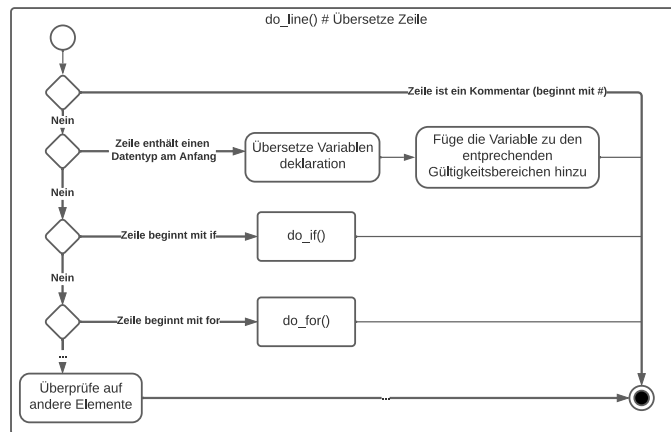 do_line() # Übersetze Zeile
Zeile ist ein Kommentar (beginnt mit #)
Nein
Zeile enthält einen
Datentyp am Anfang
Übersetze Variablen
deklaration
Füge die Variable zu den
entprechenden
Gültigkeitsbereichen hinzu
Nein
Zeile beginnt mit if
do_if()
Nein
Zeile beginnt mit for
do_for()
...
Überprüfe auf
andere Elemente
...